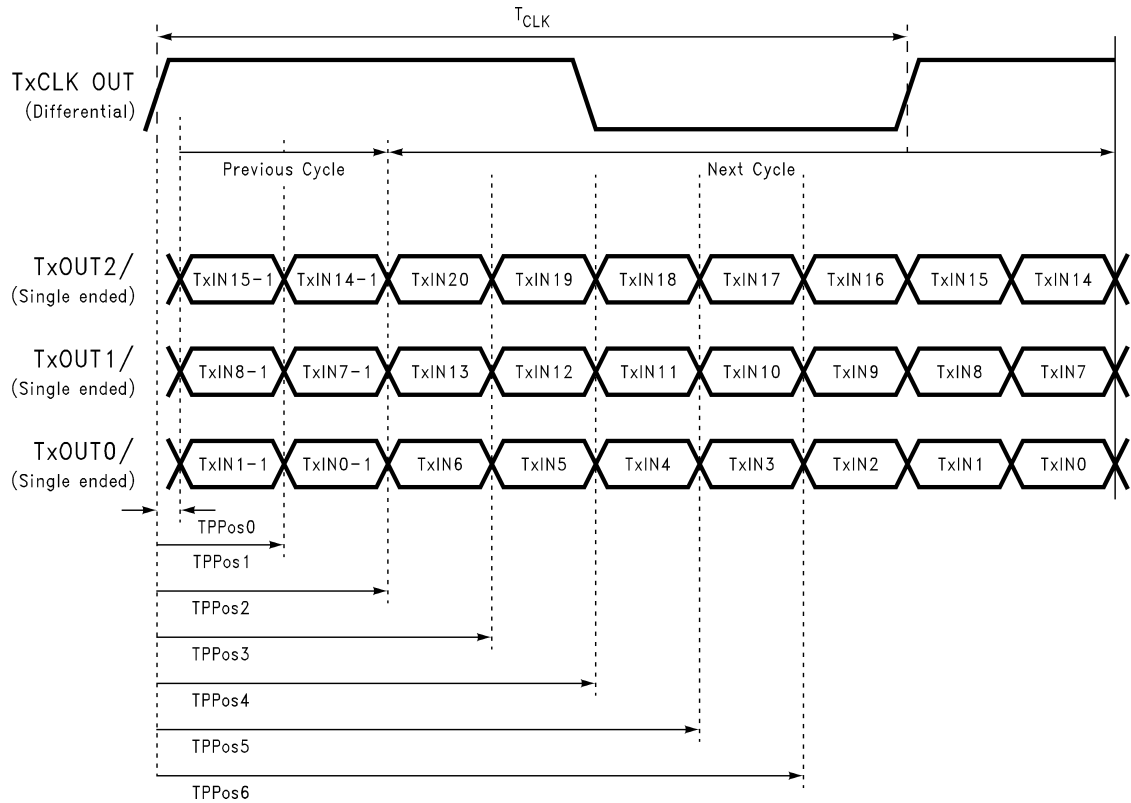 TCLK
TxCLK OUT
(Differential)
Previous Cycle
Next Cycle
TxOUT2/
(Single ended)
TxIN15-1 TxIN14-1 TxIN20 TxIN19 TxIN18 TxIN17 TxIN16 TxIN15 TxIN14
TxOUT1/
(Single ended)
TxIN8-1 TxIN7-1 TxIN13 TxIN12 TxIN11 TxIN10 TxIN9 TxIN8 TxIN7
TxOUT0/
(Single ended)
TxIN1-1 TxIN0-1 TxIN6 TxIN5 TxIN4 TxIN3 TxIN2 TxIN1 TxIN0
TPPos0
TPPos1
TPPos2
TPPos3
TPPos4
TPPos5
TPPos6